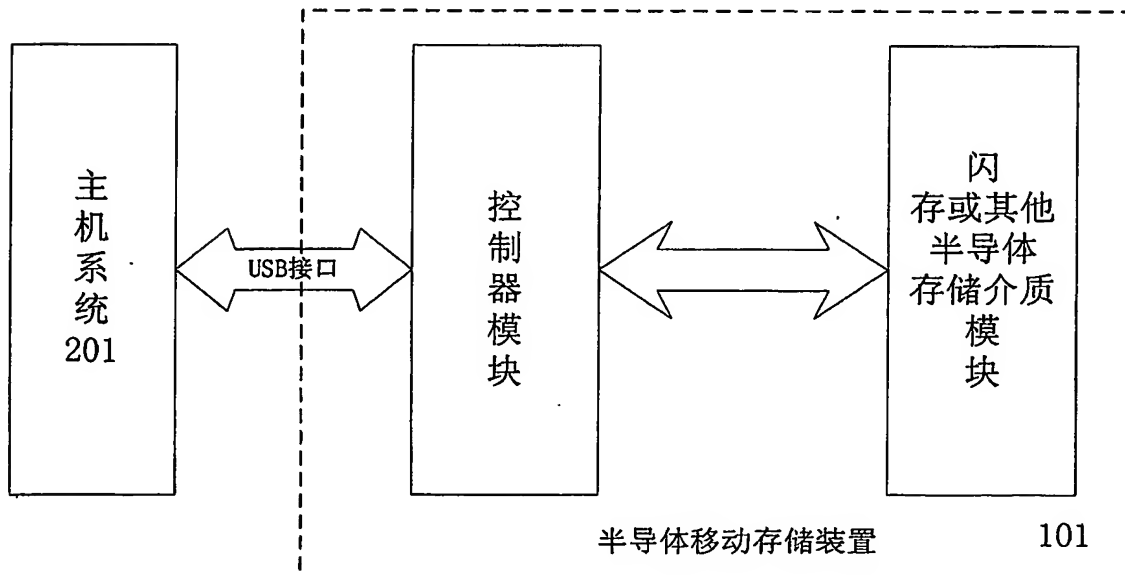 主
机
系
统
201
USB接口
控
制
器
模
块
闪
存或其他
半导体
存储介质
模
块
半导体移动存储装置
101